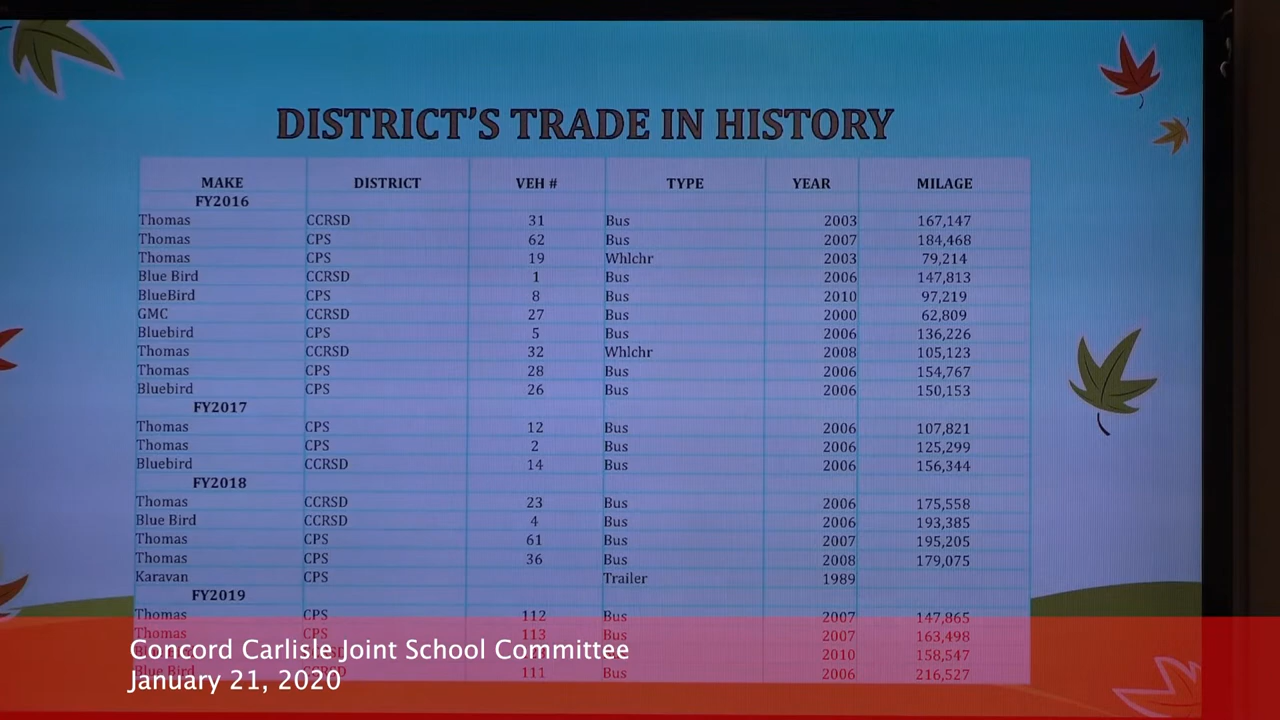 DISTRICT'S TRADE IN HISTORY
MAKE DISTRICT VEH # TYPE YEAR MILAGE
FY2016
Thomas CCRSD 31 Bus 2003 167,147
Thomas CPS 62 Bus 2007 184,468
Thomas CPS 19 Whlchr 2003 79,214
Blue Bird CCRSD 1 Bus 2006 147,813
BlueBird CPS 8 Bus 2010 97,219
GMC CCRSD 27 Bus 2000 62,809
Bluebird CPS 5 Bus 2006 136,226
Thomas CCRSD 32 Whlchr 2008 105,123
Thomas CPS 28 Bus 2006 154,767
Bluebird CPS 26 Bus 2006 150,153
FY2017
Thomas CPS 12 Bus 2006 107,821
Thomas CPS 2 Bus 2006 125,299
Bluebird CCRSD 14 Bus 2006 156,344
FY2018
Thomas CCRSD 23 Bus 2006 175,558
Blue Bird CCRSD 4 Bus 2006 193,385
Thomas CPS 61 Bus 2007 195,205
Thomas CPS 36 Bus 2008 179,075
Karavan CPS Trailer 1989
FY2019
Thomas CPS 112 Bus 2007 147,865
Thomas CPS 113 Bus 2007 163,498
Bus 2010 158,547
Blue Bird 111 Bus 2006 216,527
Concord Carlisle Joint School Committee
January 21, 2020